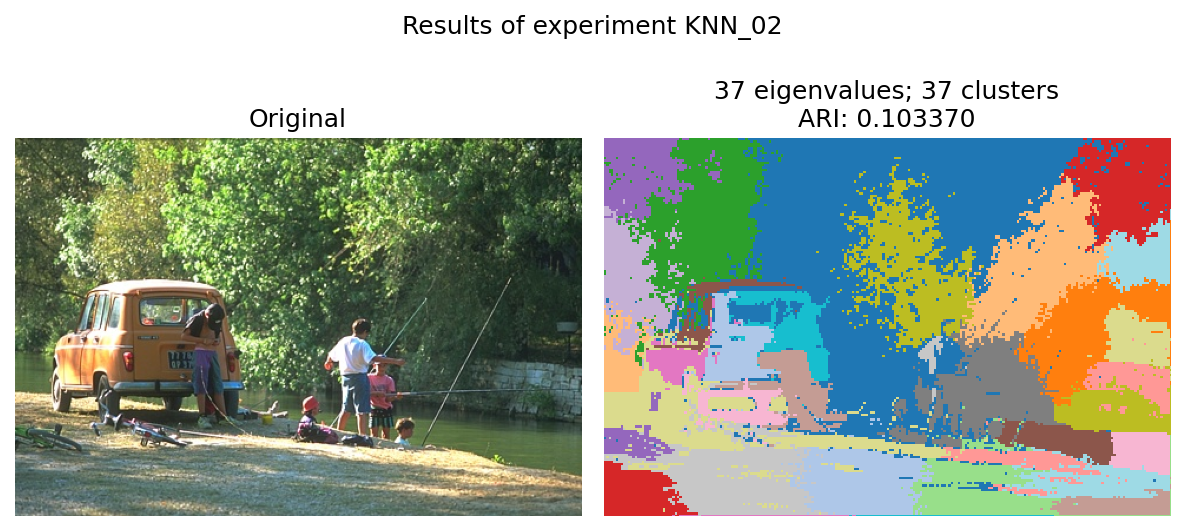 Results of experiment KNN_02
Original
37 eigenvalues; 37 clusters
ARI: 0.103370